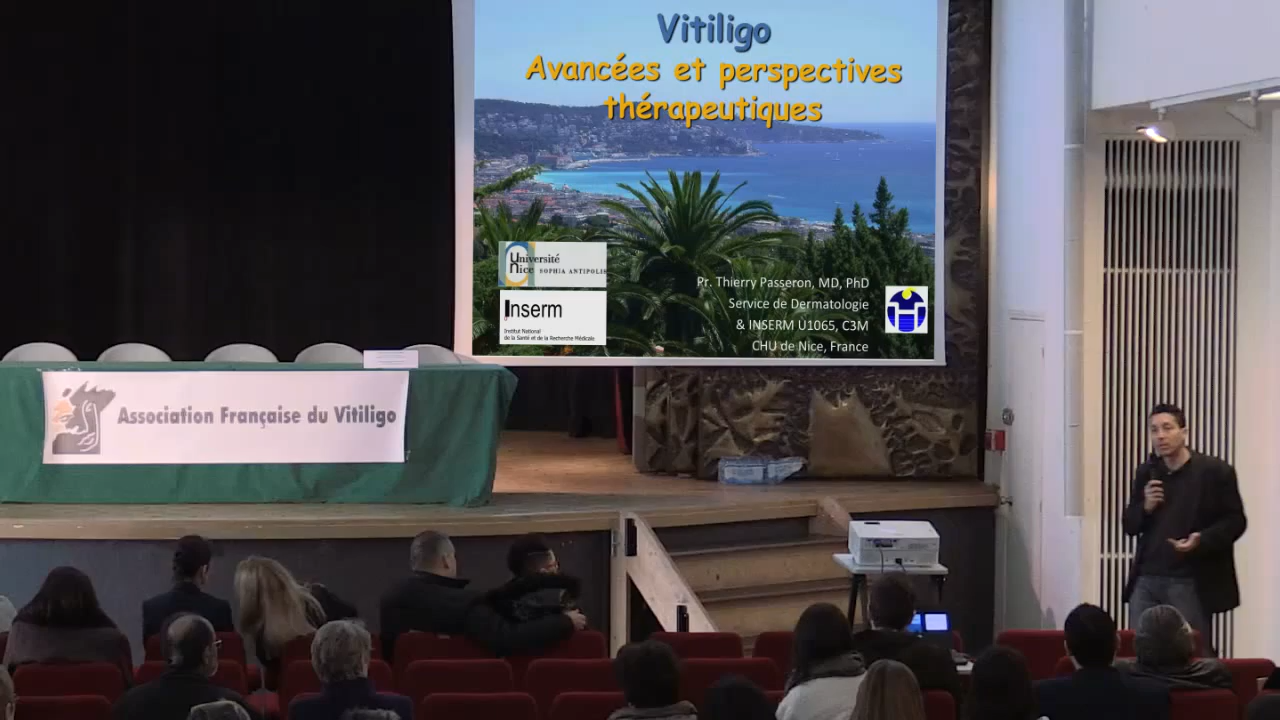 Vitiligo
Avancées et perspectives
thérapeutiques
Université
Nice SOPHIA ANTIPOLIS
Inserm
Institut National
de la Santé et de la Recherche Médicale
Pr. Thierry Passeron, MD, PhD
Service de Dermatologie
& INSERM U1065, C3M
CHU de Nice, France
Association Française du Vitiligo